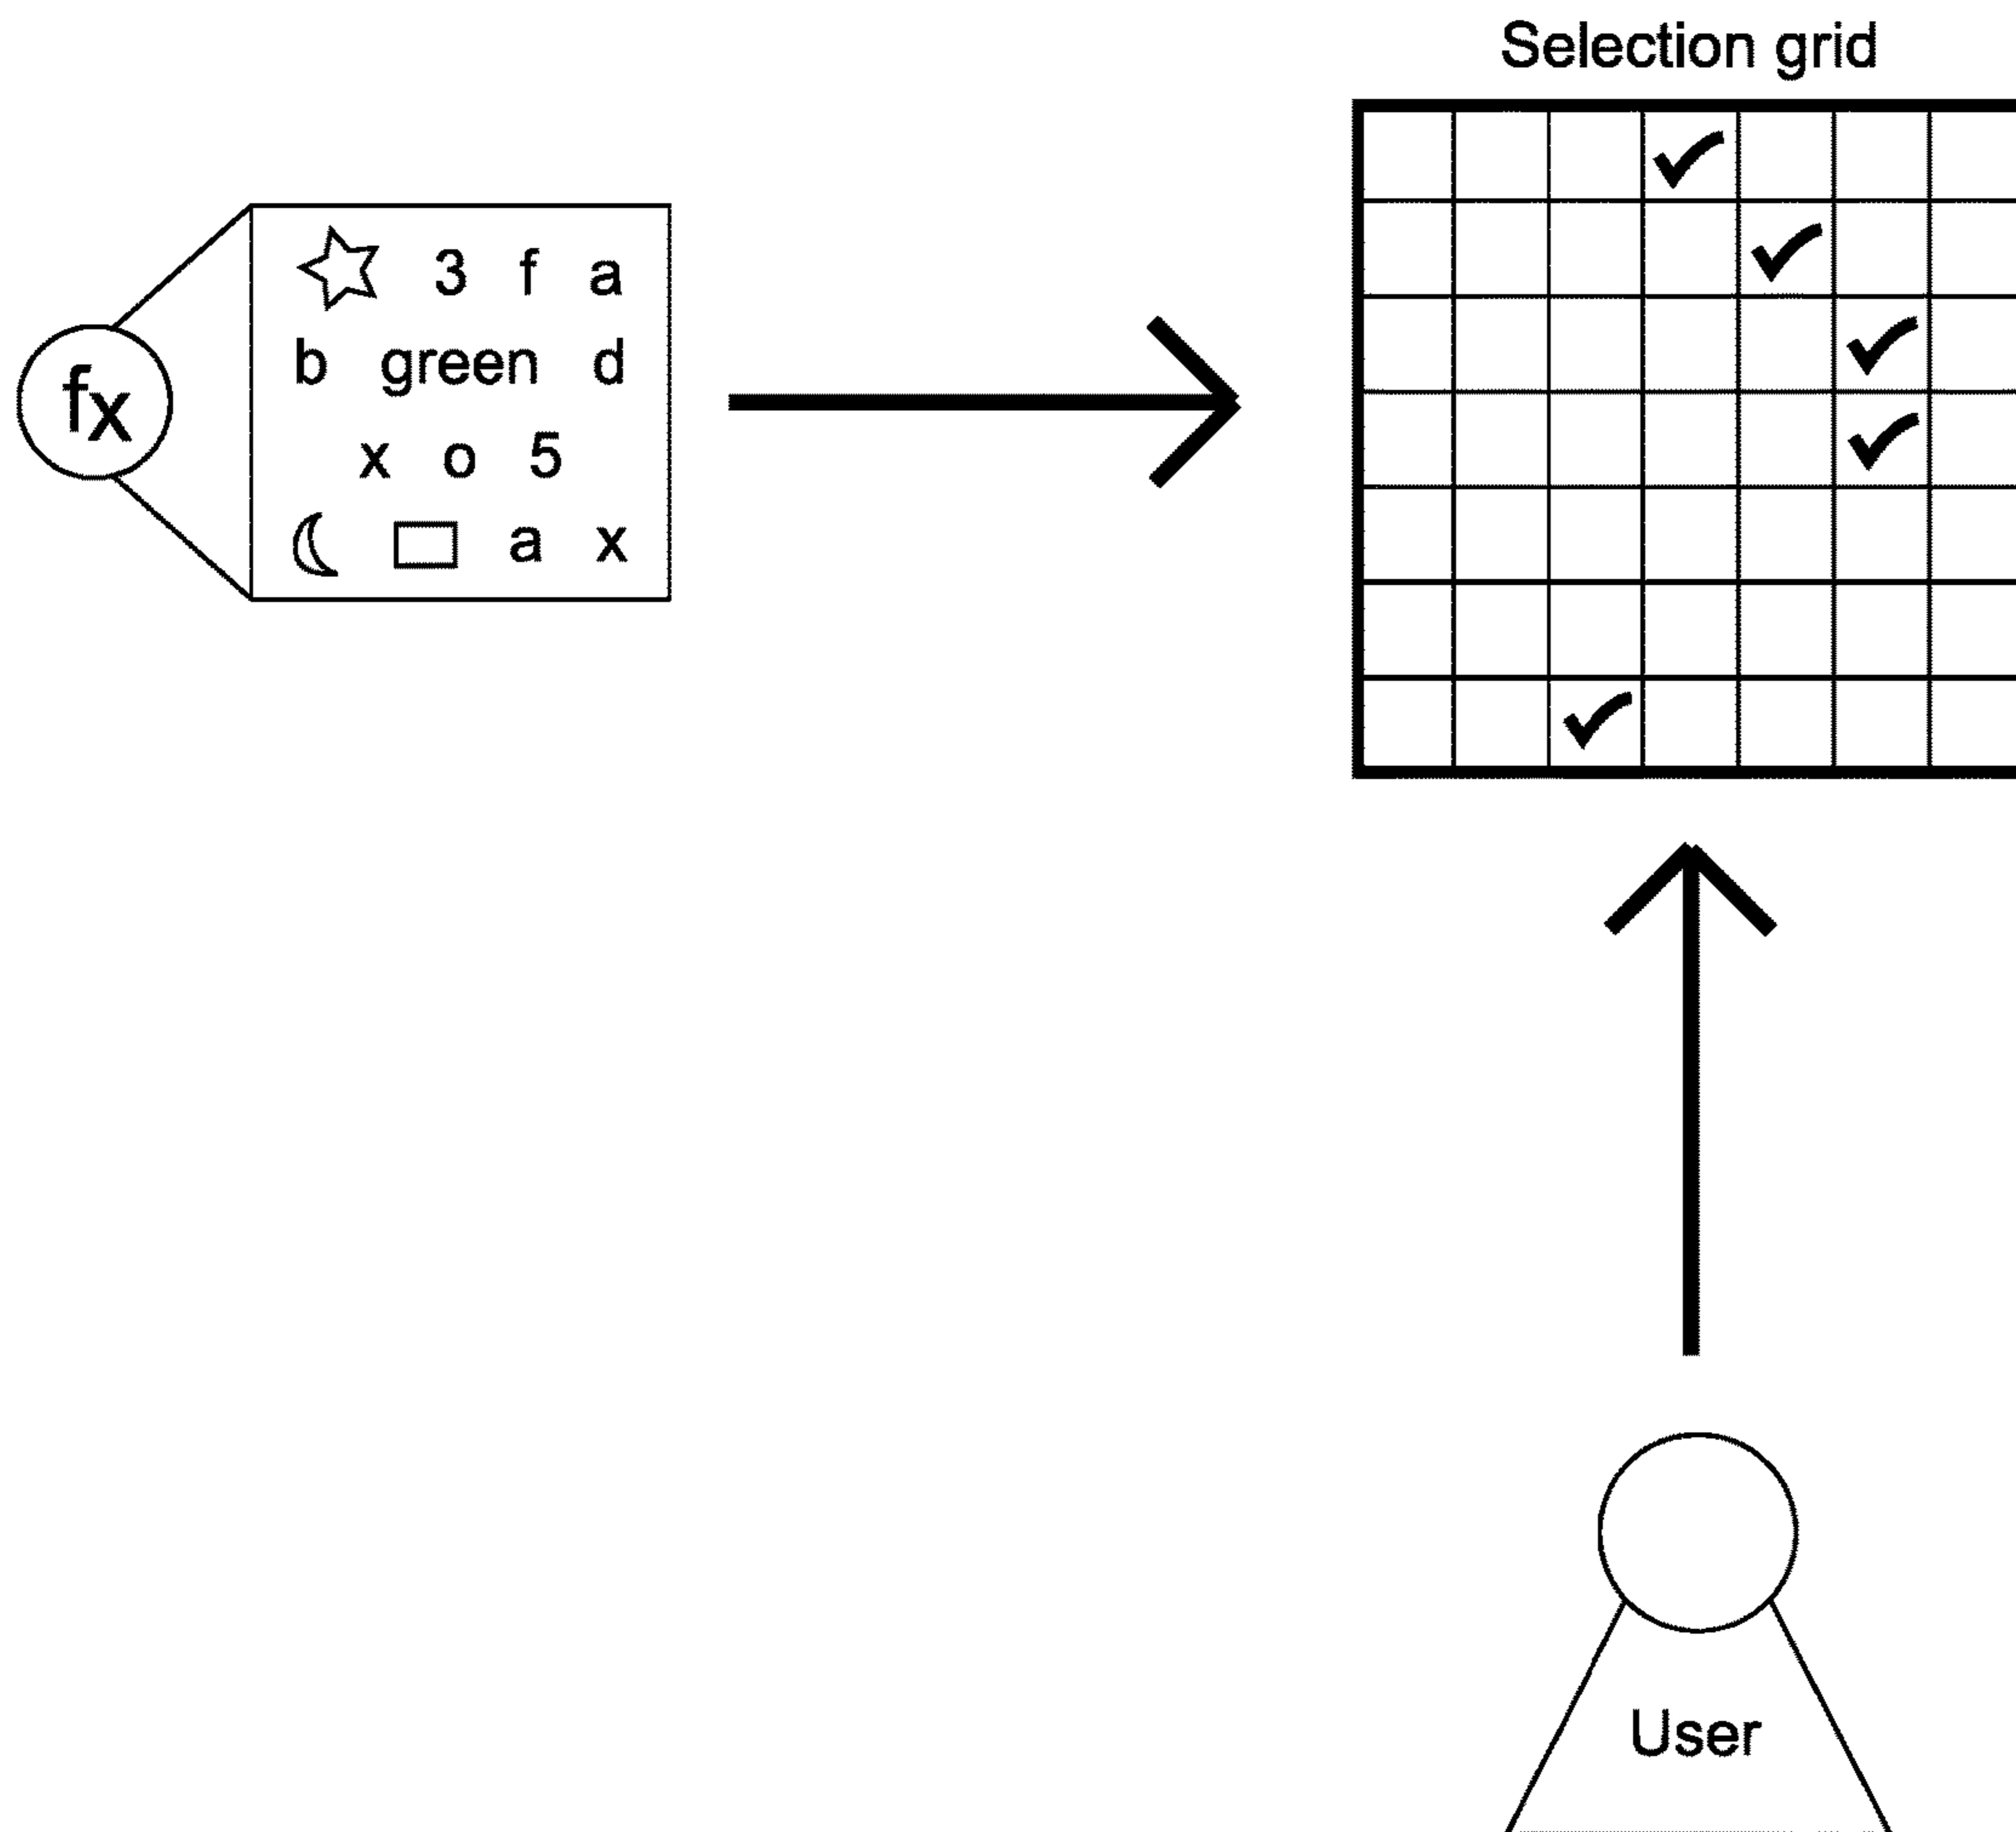 Selection grid
fx
3 f a
b green d
x o 5
a x
User